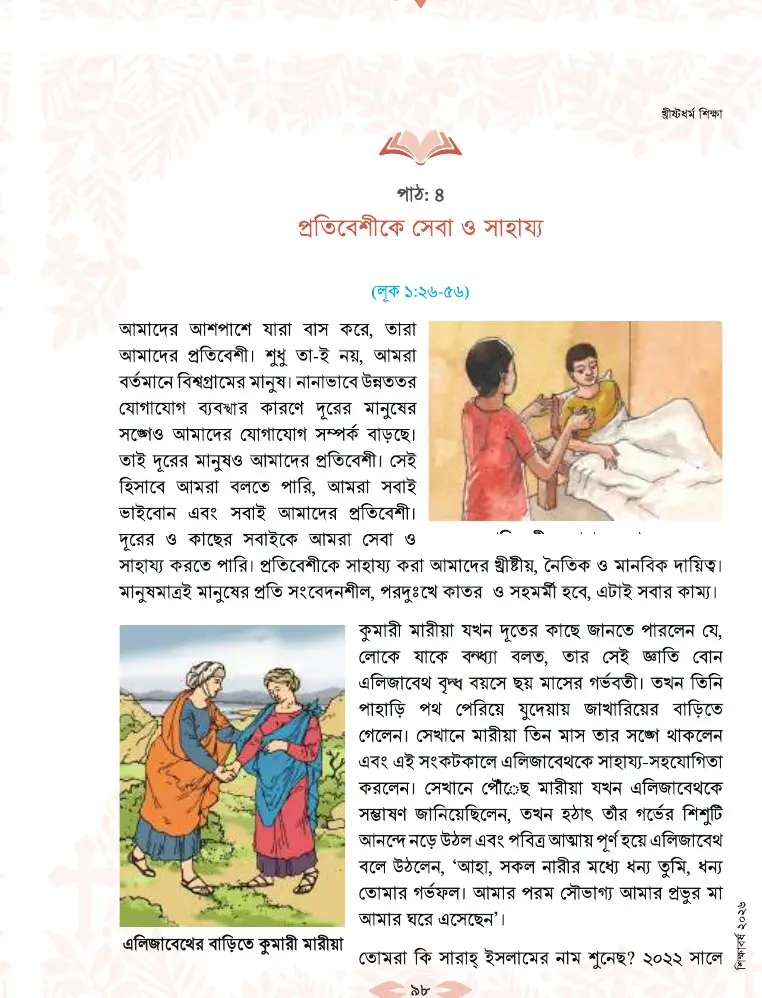 খ্রীষ্টধর্ম শিক্ষা
পাঠ: ৪
প্রতিবেশীকে সেবা ও সাহায্য
(লূক ১:২৬-৫৬)
আমাদের আশপাশে যারা বাস করে, তারা
আমাদের প্রতিবেশী। শুধু তা-ই নয়, আমরা
বর্তমানে বিশ্বগ্রামের মানুষ। নানাভাবে উন্নততর
যোগাযোগ ব্যবস্থার কারণে দূরের মানুষের
সঙ্গেও আমাদের যোগাযোগ সম্পর্ক বাড়ছে।
তাই দূরের মানুষও আমাদের প্রতিবেশী। সেই
হিসাবে আমরা বলতে পারি, আমরা সবাই
ভাইবোন এবং সবাই আমাদের প্রতিবেশী।
দূরের ও কাছের সবাইকে আমরা সেবা ও
সাহায্য করতে পারি। প্রতিবেশীকে সাহায্য করা আমাদের খ্রীষ্টীয়, নৈতিক ও মানবিক দায়িত্ব।
মানুষমাত্রই মানুষের প্রতি সংবেদনশীল, পরদুঃখে কাতর ও সহমর্মী হবে, এটাই সবার কাম্য।
কুমারী মারীয়া যখন দূতের কাছে জানতে পারলেন যে,
লোকে যাকে বন্ধ্যা বলত, তার সেই জ্ঞাতি বোন
এলিজাবেথ বৃদ্ধ বয়সে ছয় মাসের গর্ভবতী। তখন তিনি
পাহাড়ি পথ পেরিয়ে যুদেয়ায় জাখারিয়ের বাড়িতে
গেলেন। সেখানে মারীয়া তিন মাস তার সঙ্গে থাকলেন
এবং এই সংকটকালে এলিজাবেথকে সাহায্য-সহযোগিতা
করলেন। সেখানে পৌঁছে মারীয়া যখন এলিজাবেথকে
সম্ভাষণ জানিয়েছিলেন, তখন হঠাৎ তাঁর গর্ভের শিশুটি
আনন্দে নড়ে উঠল এবং পবিত্র আত্মায় পূর্ণ হয়ে এলিজাবেথ
বলে উঠলেন, ‘আহা, সকল নারীর মধ্যে ধন্য তুমি, ধন্য
তোমার গর্ভফল। আমার পরম সৌভাগ্য আমার প্রভুর মা
আমার ঘরে এসেছেন’।
এলিজাবেথের বাড়িতে কুমারী মারীয়া
তোমরা কি সারাহ্ ইসলামের নাম শুনেছ? ২০২২ সালে
শিক্ষাবর্ষ ২০২৬
৯৮